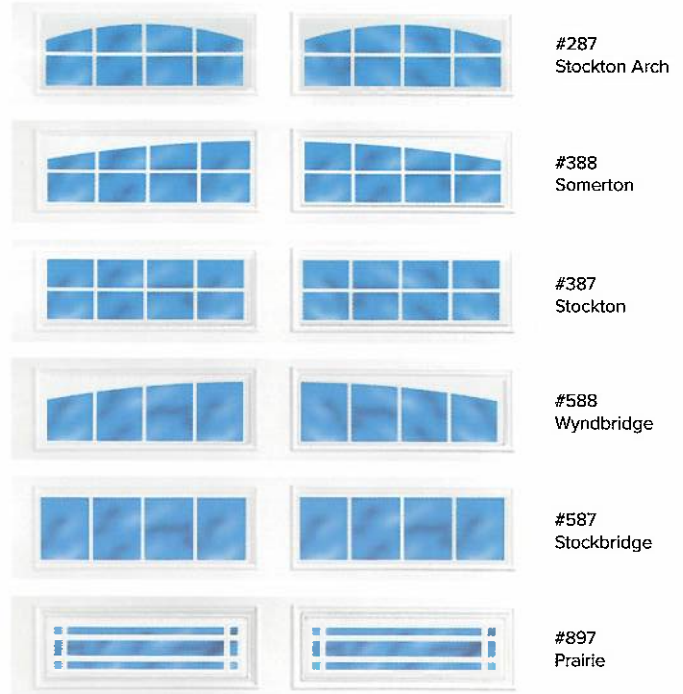 #287
Stockton Arch
#388
Somerton
#387
Stockton
#588
Wyndbridge
#587
Stockbridge
#897
Prairie